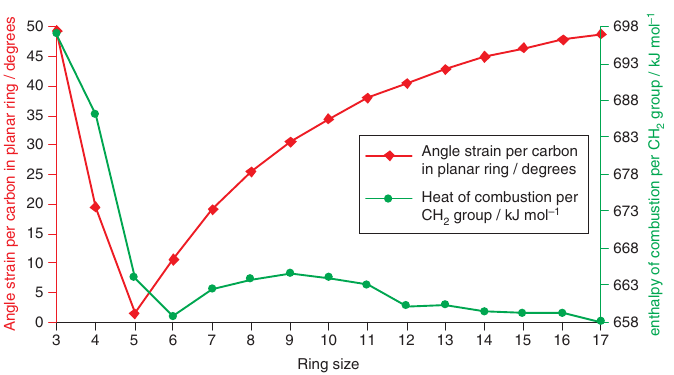 Angle strain per carbon in planar ring / degrees
50
45
40
35
30
25
20
15
10
5
0
3 4 5 6 7 8 9 10 11 12 13 14 15 16 17
Ring size
Angle strain per carbon
in planar ring / degrees
Heat of combustion per
CH₂ group / kJ mol⁻¹
698
693
688
683
678
673
668
663
658
enthalpy of combustion per CH₂ group / kJ mol⁻¹